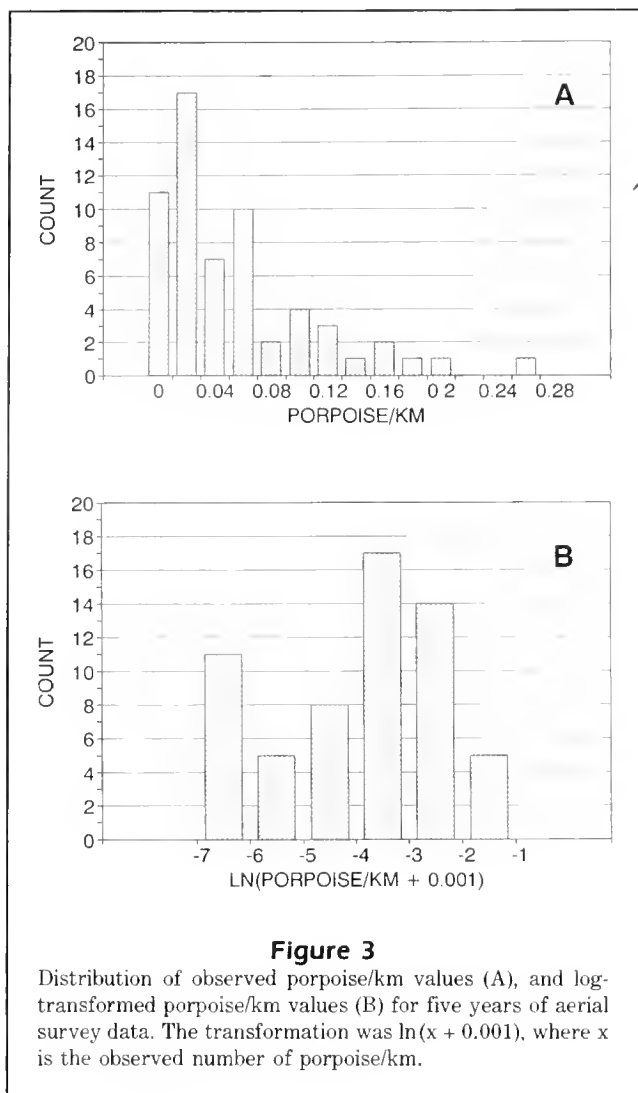 20
18
16
14
12
10
8
6
4
2
0
COUNT
A
0 0.04 0.08 0.12 0.16 0.2 0.24 0.28
PORPOISE/KM
20
18
16
14
12
10
8
6
4
2
0
COUNT
B
-7 -6 -5 -4 -3 -2 -1
LN(PORPOISE/KM + 0.001)
Figure 3
Distribution of observed porpoise/km values (A), and log-
transformed porpoise/km values (B) for five years of aerial
survey data. The transformation was ln(x + 0.001), where x
is the observed number of porpoise/km.